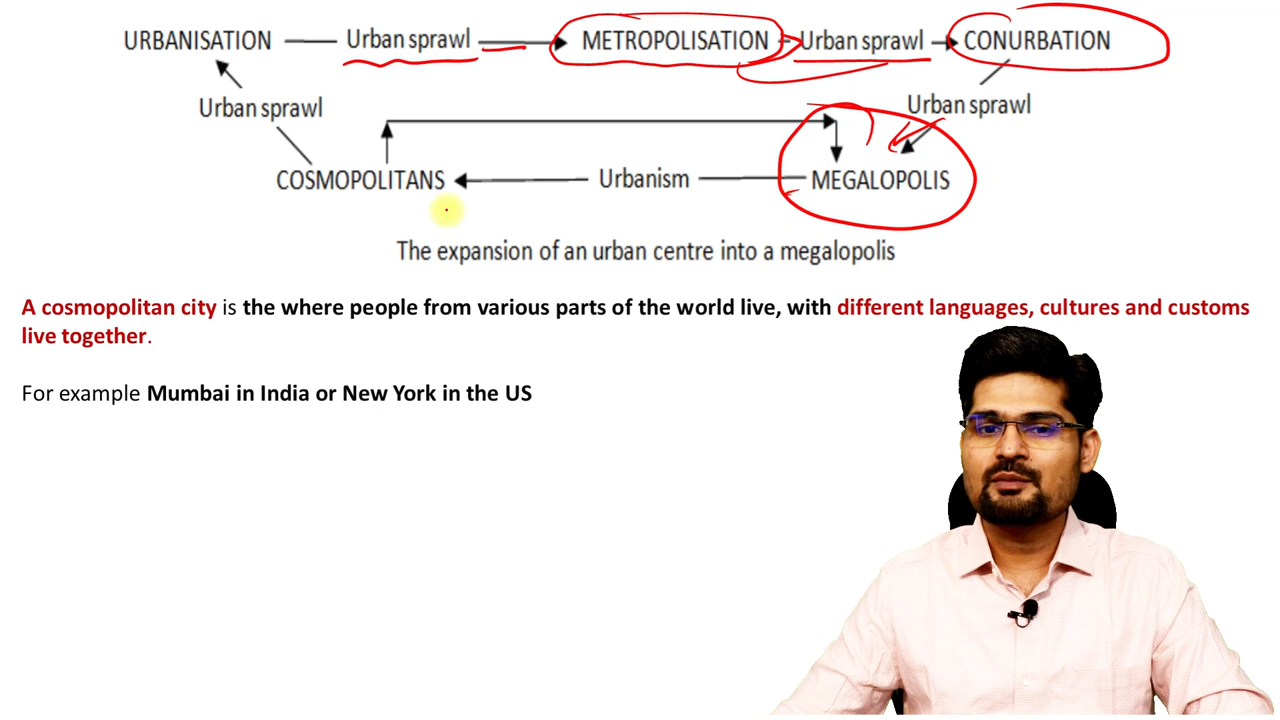 URBANISATION Urban sprawl METROPOLISATION Urban sprawl CONURBATION
Urban sprawl Urban sprawl
COSMOPOLITANS Urbanism MEGALOPOLIS
The expansion of an urban centre into a megalopolis
A cosmopolitan city is the where people from various parts of the world live, with different languages, cultures and customs
live together.
For example Mumbai in India or New York in the US